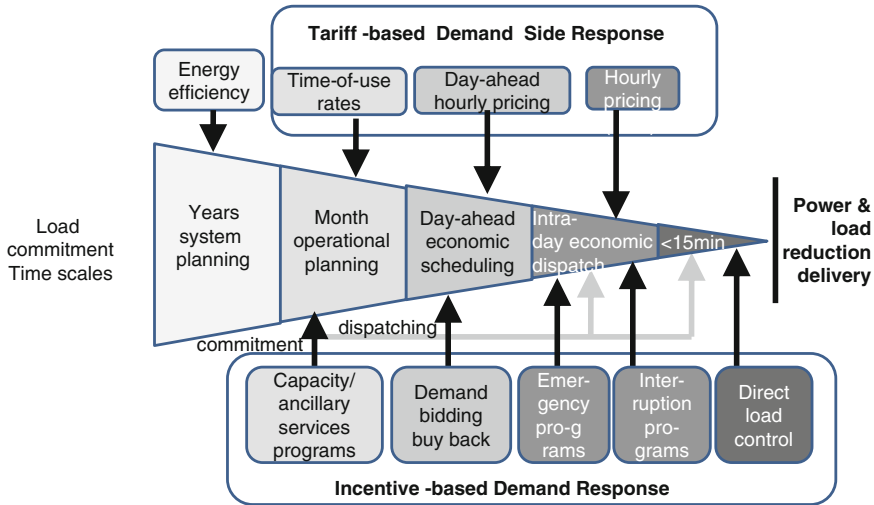 Tariff -based Demand Side Response
Energy
efficiency
Time-of-use
rates
Day-ahead
hourly pricing
Hourly
pricing
Load
commitment
Time scales
Years
system
planning
Month
operational
planning
Day-ahead
economic
scheduling
Intra-
day economic
dispatch
<15min
Power &
load
reduction
delivery
commitment
dispatching
Capacity/
ancillary
services
programs
Demand
bidding
buy back
Emer-
gency
pro-g
rams
Inter-
ruption
pro-
grams
Direct
load
control
Incentive -based Demand Response